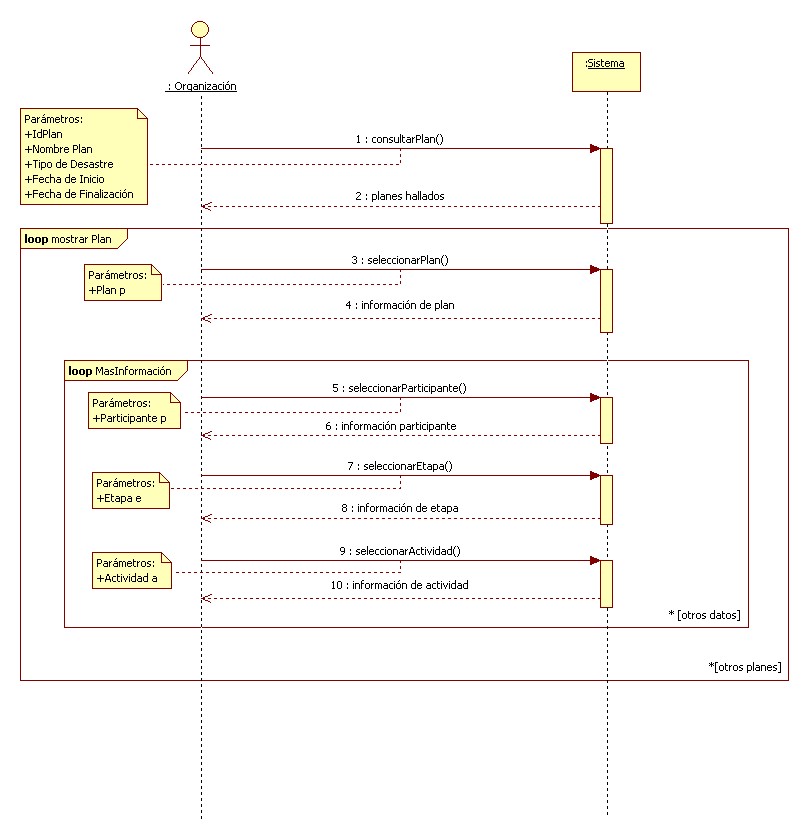 : Organización
:Sistema
Parámetros:
+IdPlan
+Nombre Plan
+Tipo de Desastre
+Fecha de Inicio
+Fecha de Finalización
1 : consultarPlan()
2 : planes hallados
loop mostrar Plan
3 : seleccionarPlan()
Parámetros:
+Plan p
4 : información de plan
loop MasInformación
5 : seleccionarParticipante()
Parámetros:
+Participante p
6 : información participante
7 : seleccionarEtapa()
Parámetros:
+Etapa e
8 : información de etapa
9 : seleccionarActividad()
Parámetros:
+Actividad a
10 : información de actividad
* [otros datos]
*[otros planes]